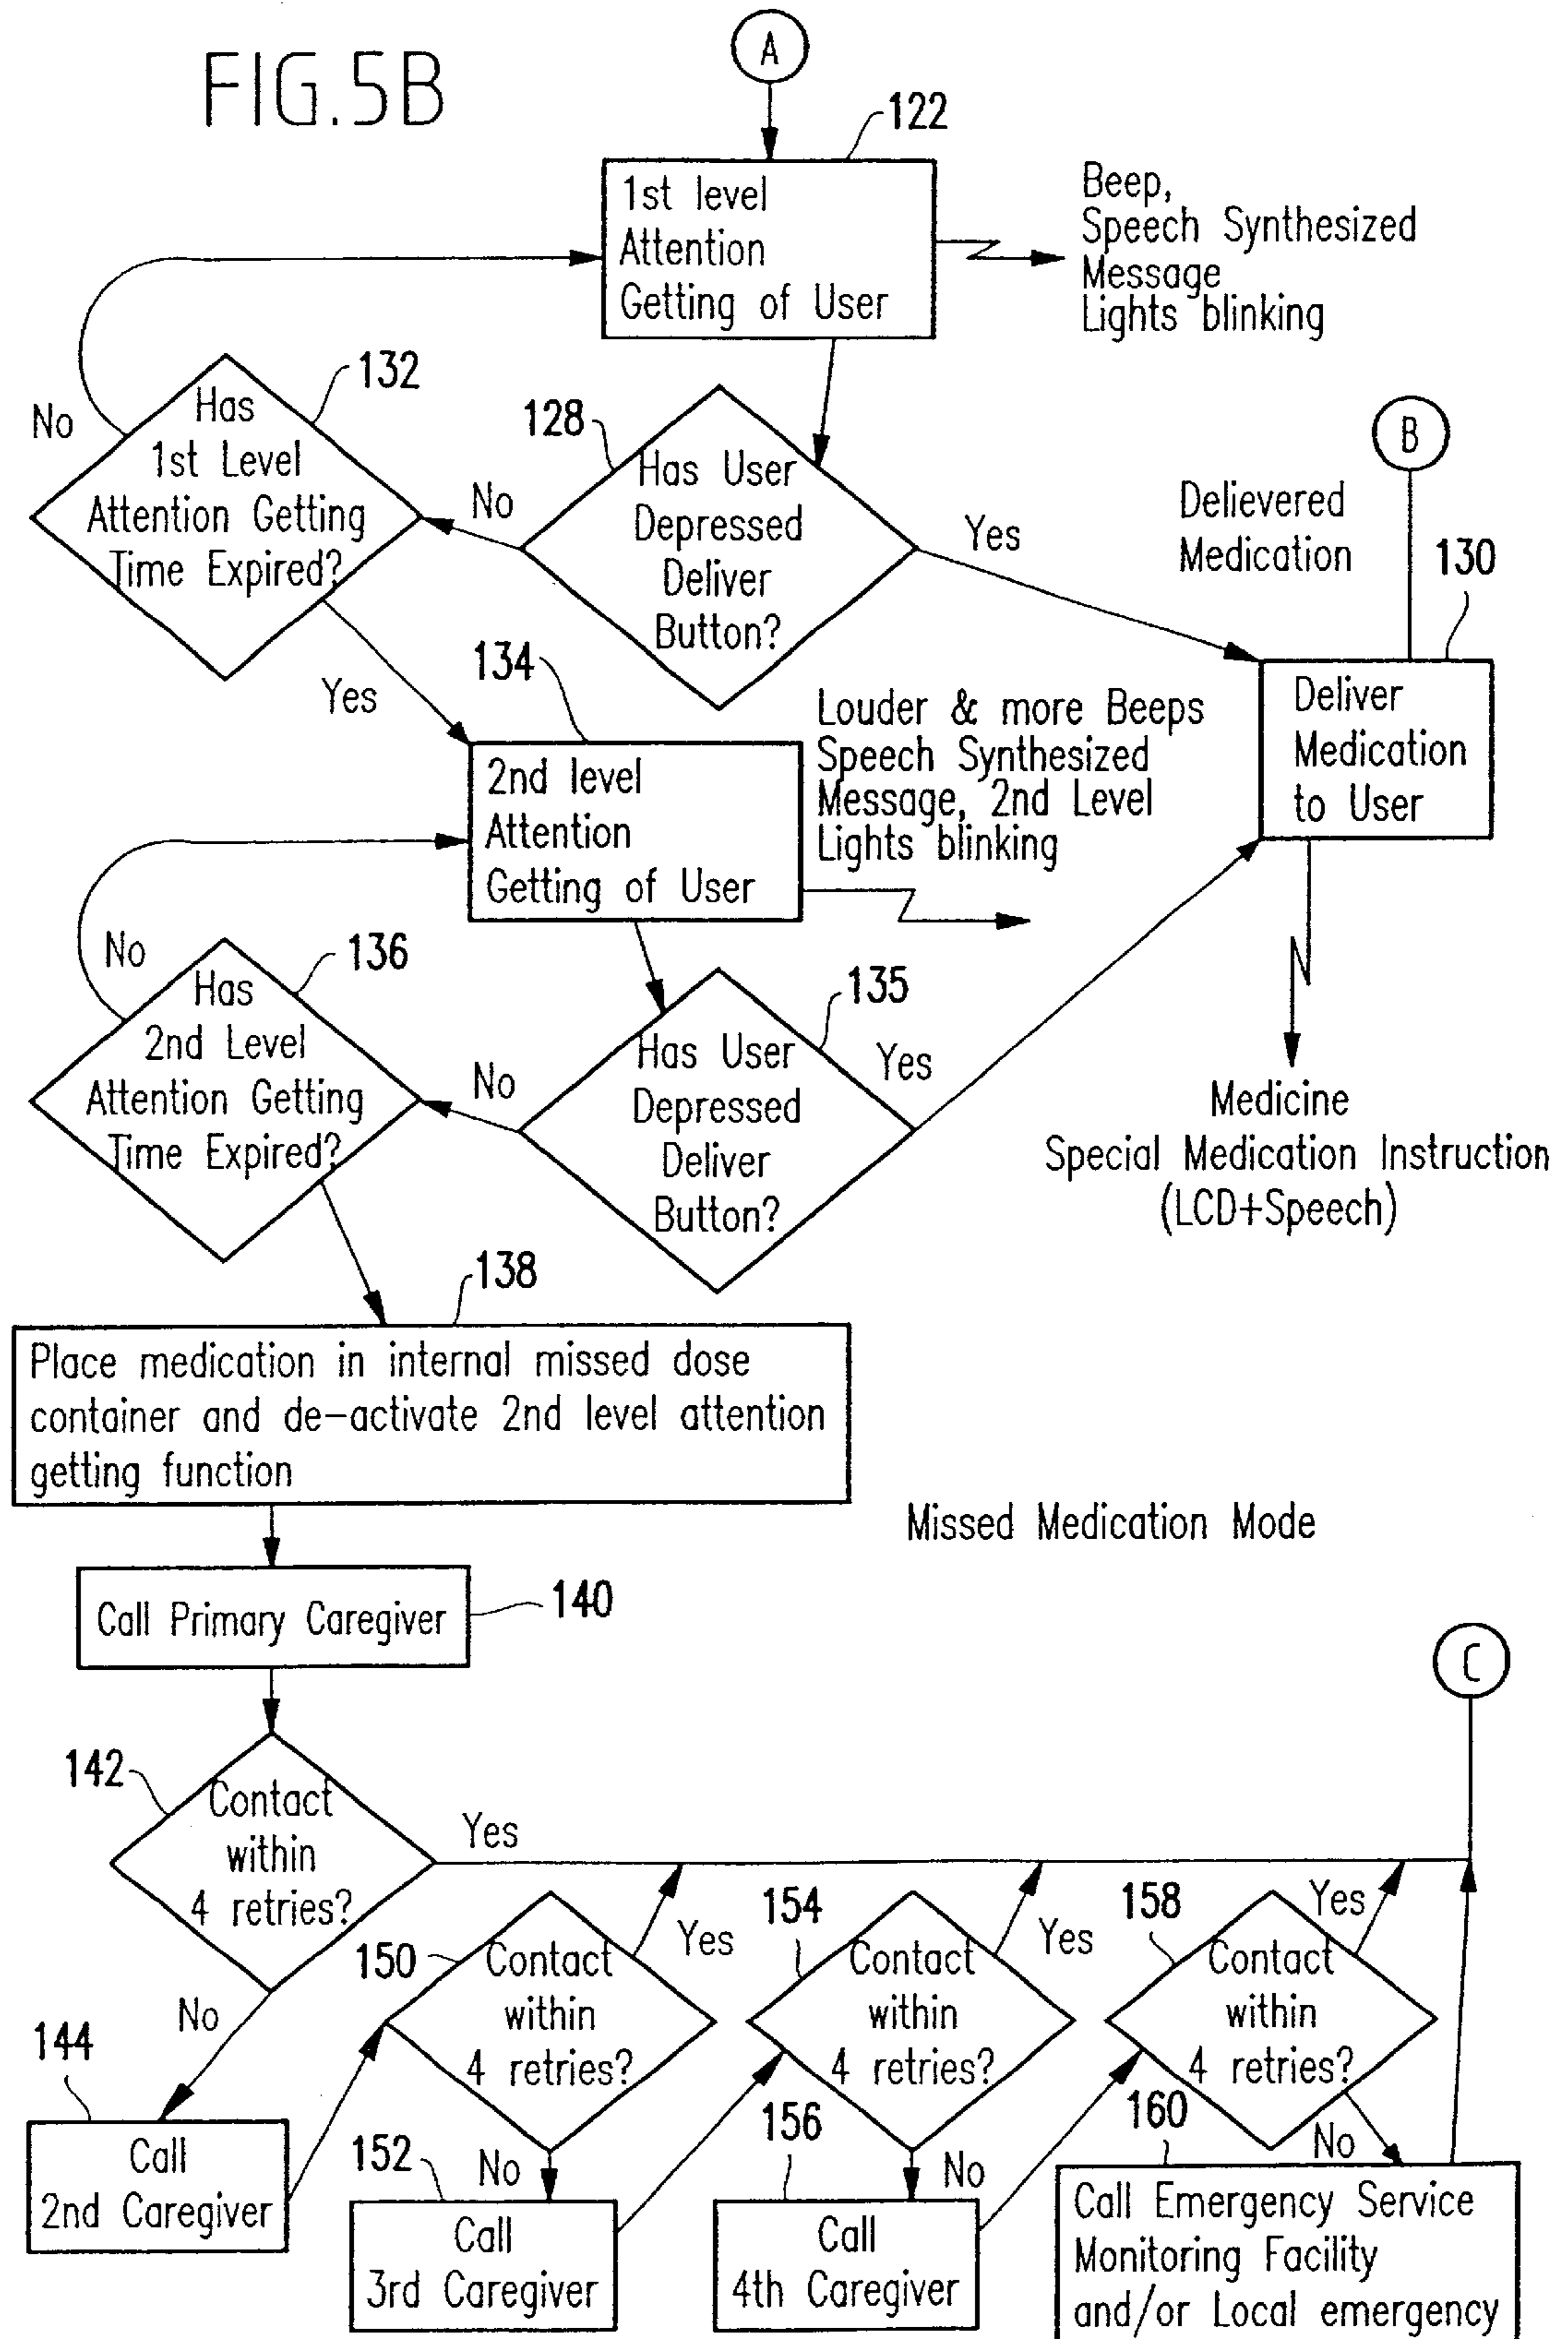 FIG.5B
A
122
1st level
Attention
Getting of User
Beep,
Speech Synthesized
Message
Lights blinking
132
Has
1st Level
Attention Getting
Time Expired?
No
128
Has User
Depressed
Deliver
Button?
No
Yes
B
Delievered
Medication
130
Deliver
Medication
to User
Yes
134
2nd level
Attention
Getting of User
Louder & more Beeps
Speech Synthesized
Message, 2nd Level
Lights blinking
No
136
Has
2nd Level
Attention Getting
Time Expired?
No
135
Has User
Depressed
Deliver
Button?
Yes
Medicine
Special Medication Instruction
(LCD+Speech)
138
Place medication in internal missed dose
container and de-activate 2nd level attention
getting function
Missed Medication Mode
Call Primary Caregiver
140
C
142
Contact
within
4 retries?
Yes
No
144
Call
2nd Caregiver
150
Contact
within
4 retries?
Yes
No
152
Call
3rd Caregiver
154
Contact
within
4 retries?
Yes
No
156
Call
4th Caregiver
158
Contact
within
4 retries?
Yes
No
160
Call Emergency Service
Monitoring Facility
and/or Local emergency